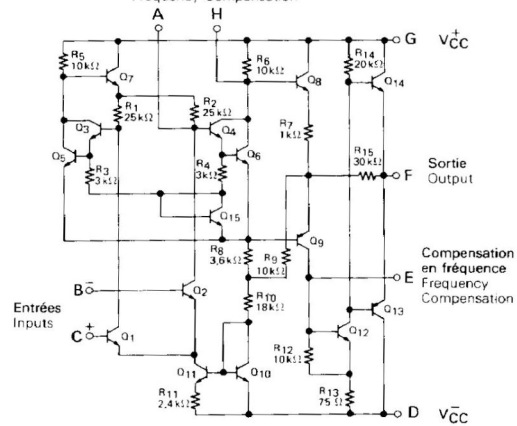 Frequency Compensation
A
H
G V⁺CC
R5
10kΩ
Q7
R6
10kΩ
Q8
R14
20kΩ
Q14
R1
25kΩ
R2
25kΩ
Q3
Q4
R7
1kΩ
Q5
Q6
R3
3kΩ
R4
3kΩ
R15
30kΩ
F
Sortie
Output
Q15
Q9
R8
3,6kΩ
R9
10kΩ
E
Compensation
en fréquence
Frequency
Compensation
B −
Q2
R10
18kΩ
Entrées
Inputs
C +
Q1
Q12
Q13
R12
10kΩ
Q11
Q10
R11
2,4kΩ
R13
75Ω
D V⁻CC